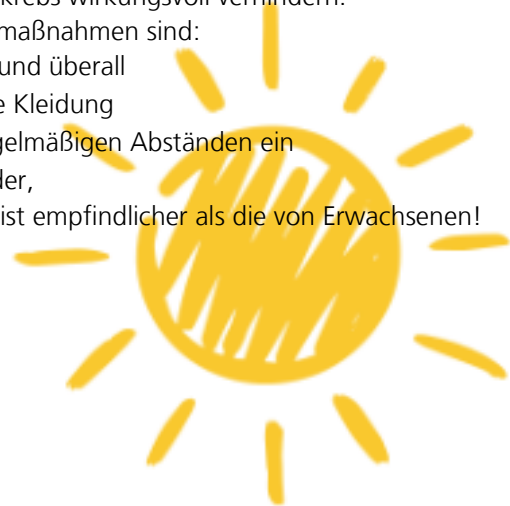 krebs wirkungsvoll verhindern.
maßnahmen sind:
und überall
e Kleidung
gelmäßigen Abständen ein
der,
ist empfindlicher als die von Erwachsenen!